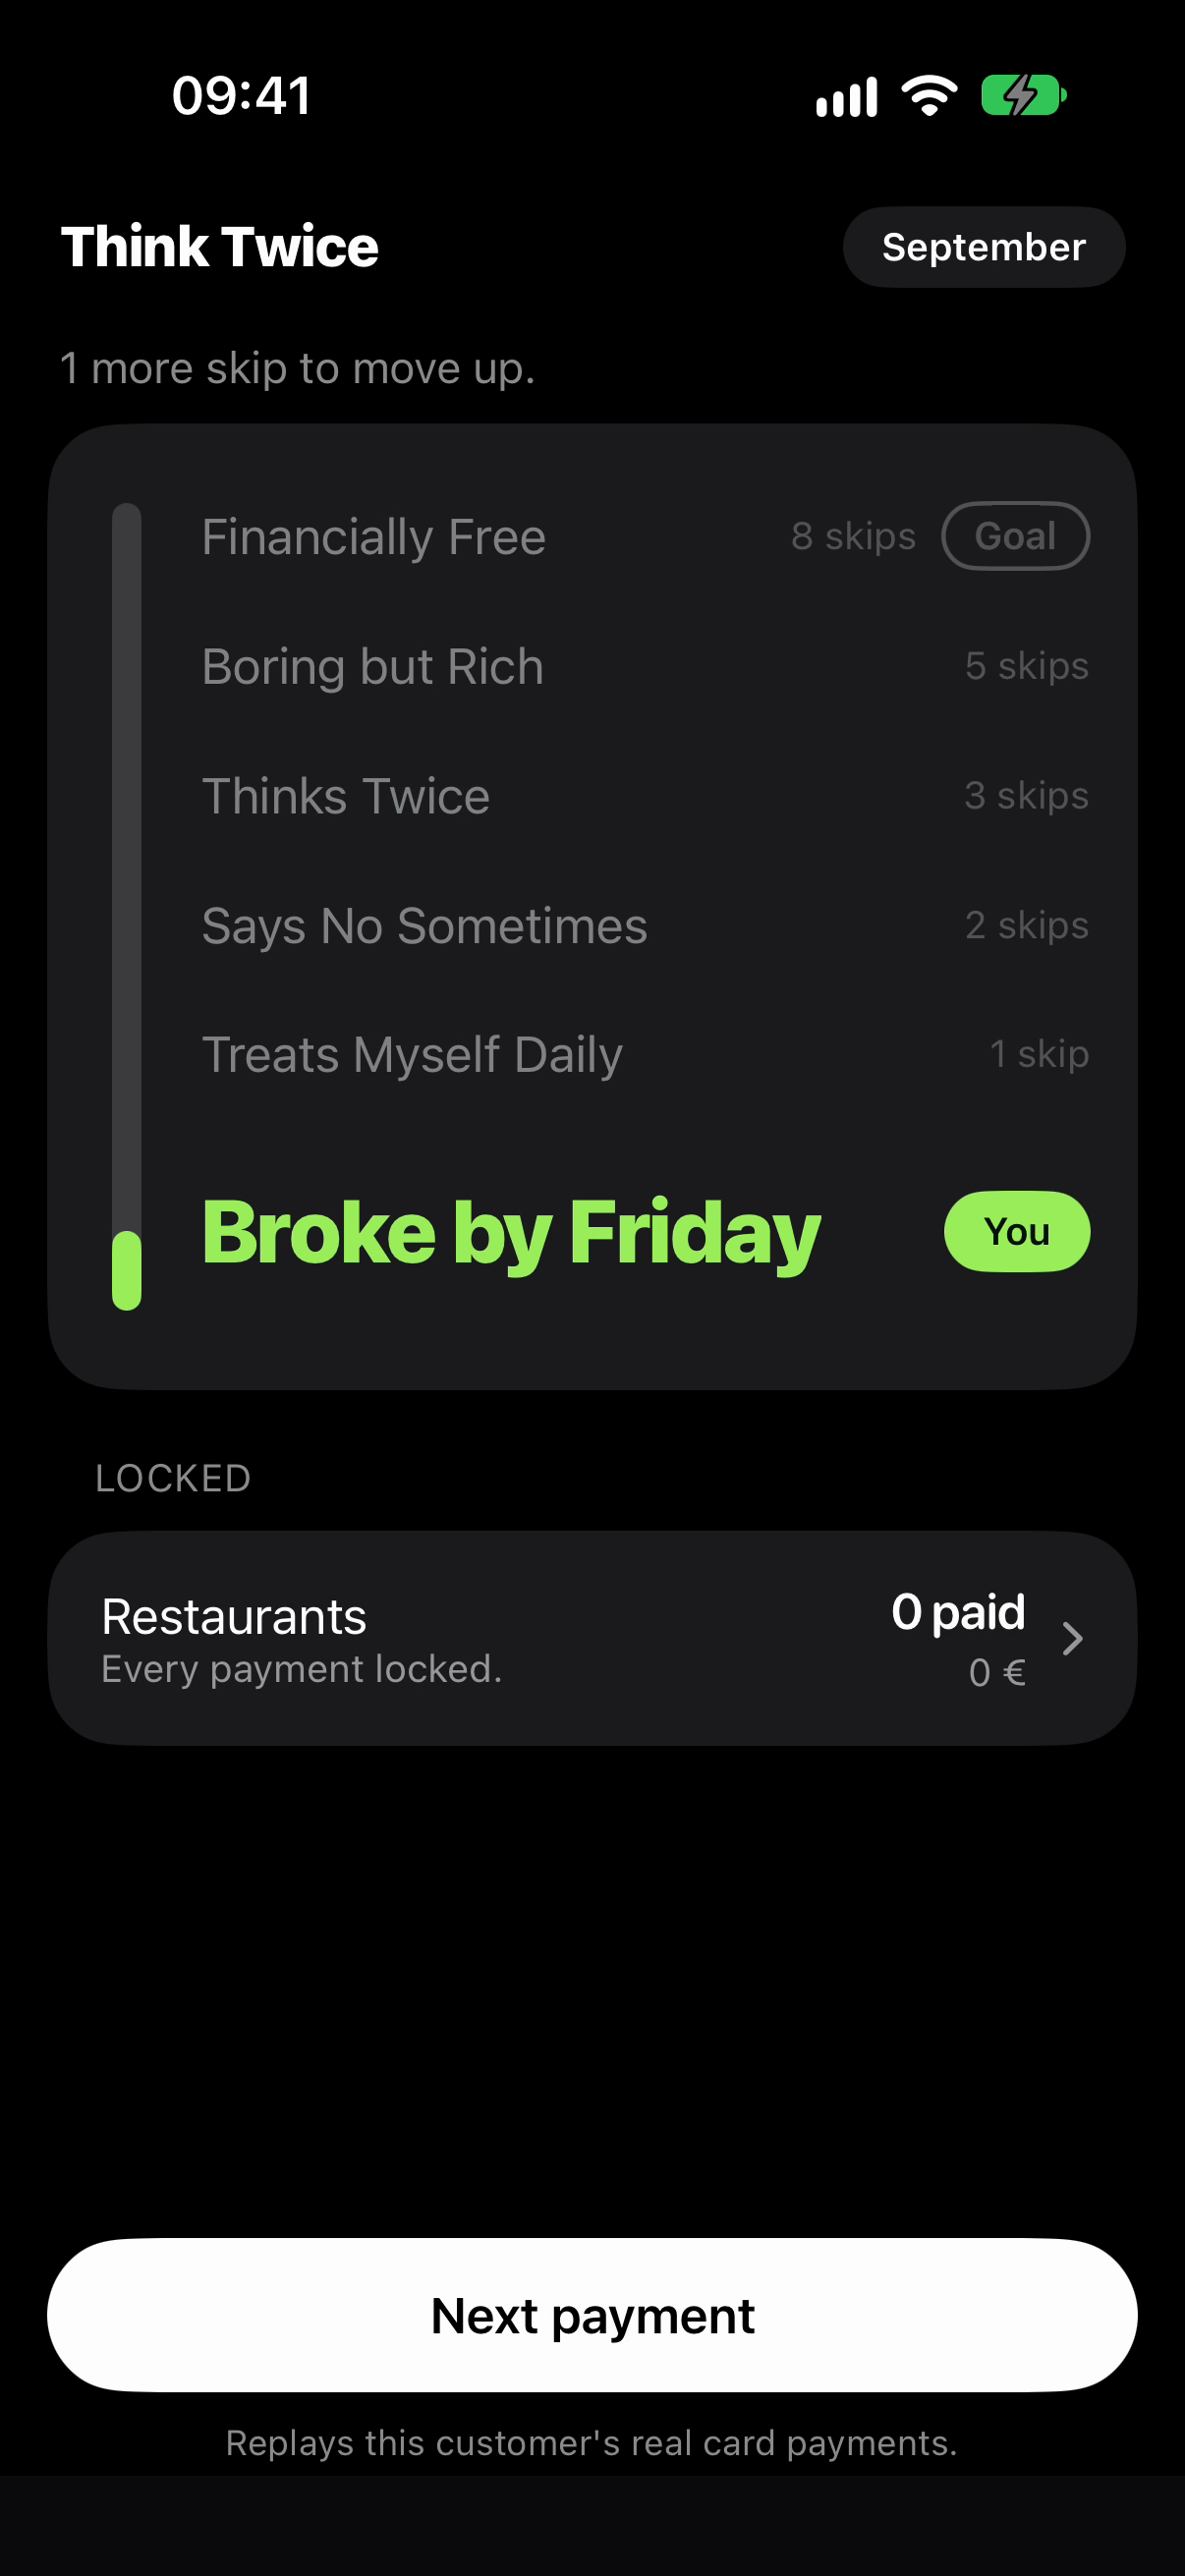 09:41
Think Twice
September
1 more skip to move up.
Financially Free 8 skips Goal
Boring but Rich 5 skips
Thinks Twice 3 skips
Says No Sometimes 2 skips
Treats Myself Daily 1 skip
Broke by Friday You
LOCKED
Restaurants 0 paid
Every payment locked. 0 €
Next payment
Replays this customer's real card payments.